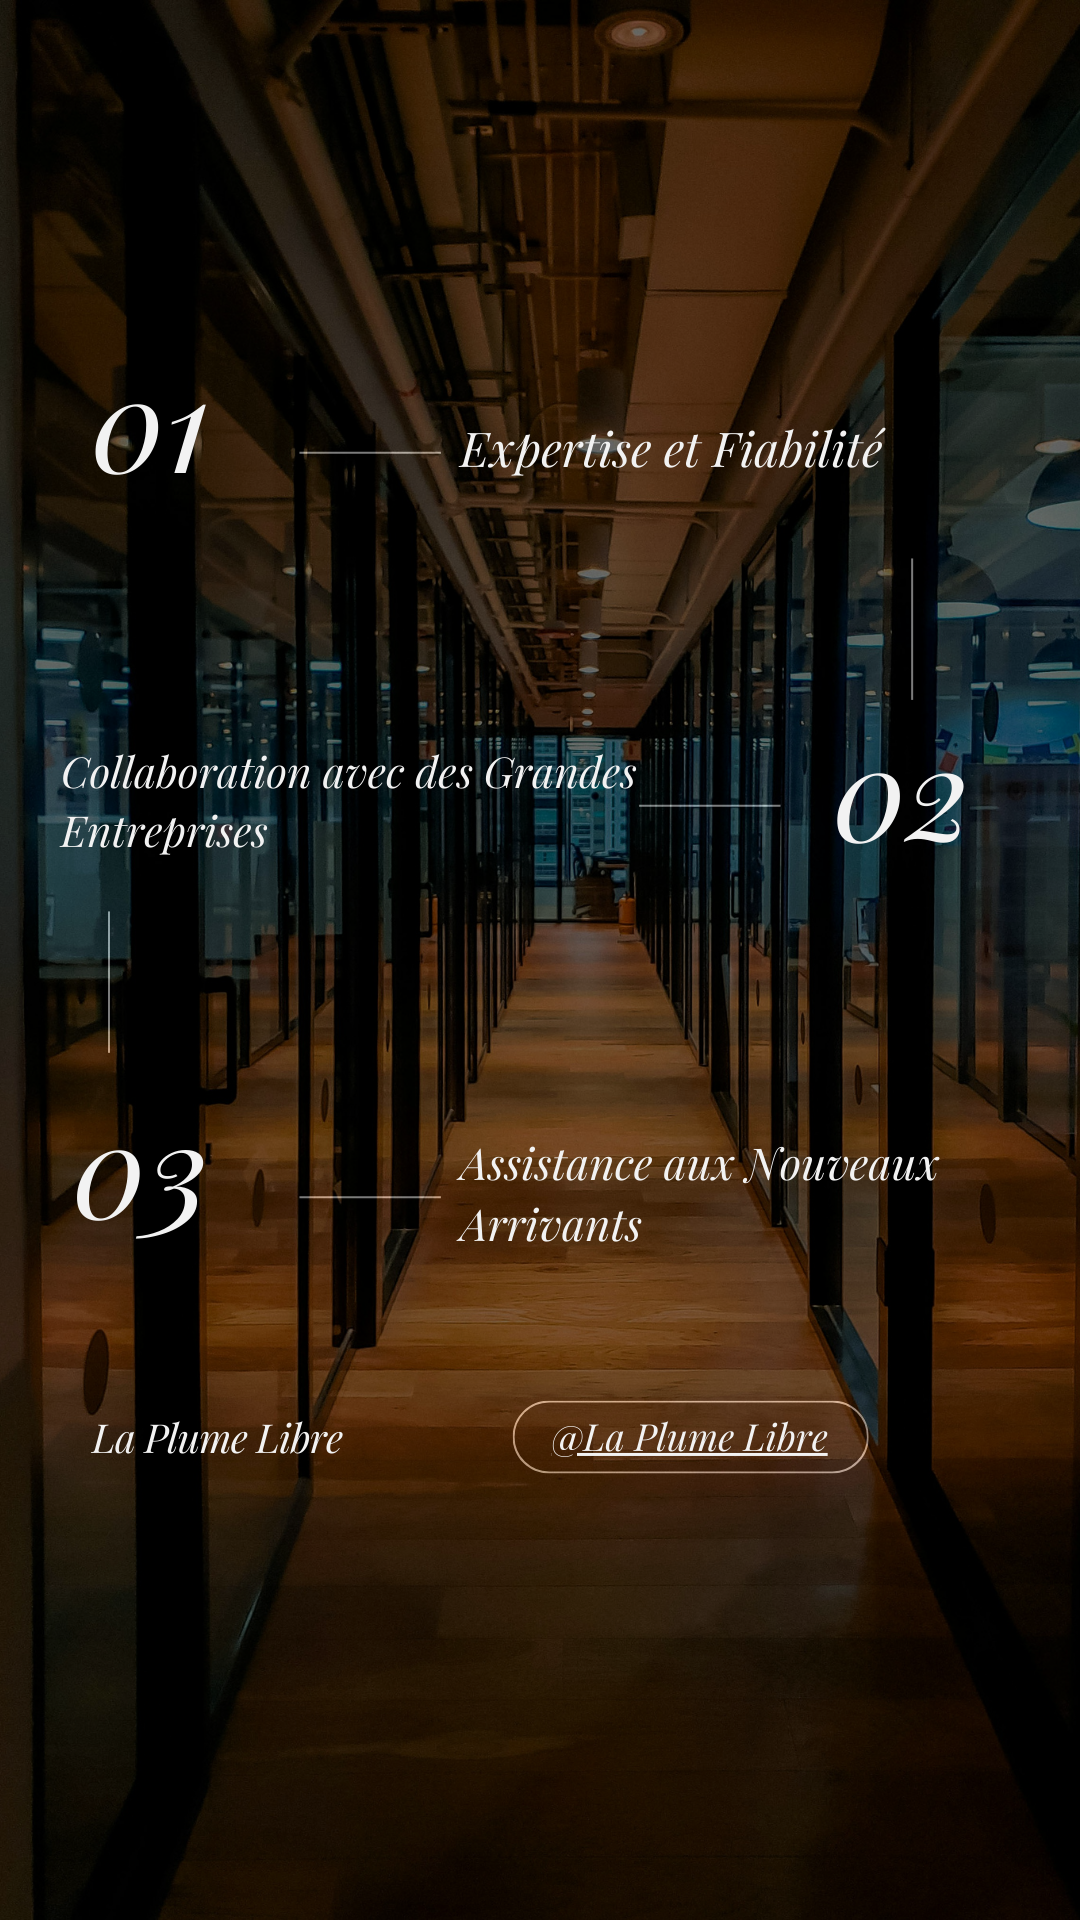 01
Expertise et Fiabilité
Collaboration avec des Grandes
Entreprises
02
03
Assistance aux Nouveaux
Arrivants
La Plume Libre
@La Plume Libre